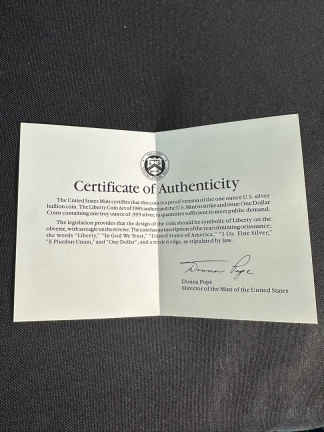 Certificate of Authenticity
The United States Mint certifies that this coin is a proof version of the one ounce U.S. silver
bullion coin. The Liberty Coin Act of 1985 authorized the U.S. Mint to strike and issue One Dollar
Coins containing one troy ounce of .999 silver, in quantities sufficient to meet public demand.
The legislation provides that the design of the coin should be symbolic of Liberty on the
obverse, with an eagle on the reverse. The coin bears inscriptions of the year of minting or issuance,
the words "Liberty," "In God We Trust," "United States of America," "1 Oz. Fine Silver,"
"E Pluribus Unum," and "One Dollar", and a reeded edge, as stipulated by law.
Donna Pope
Donna Pope
Director of the Mint of the United States